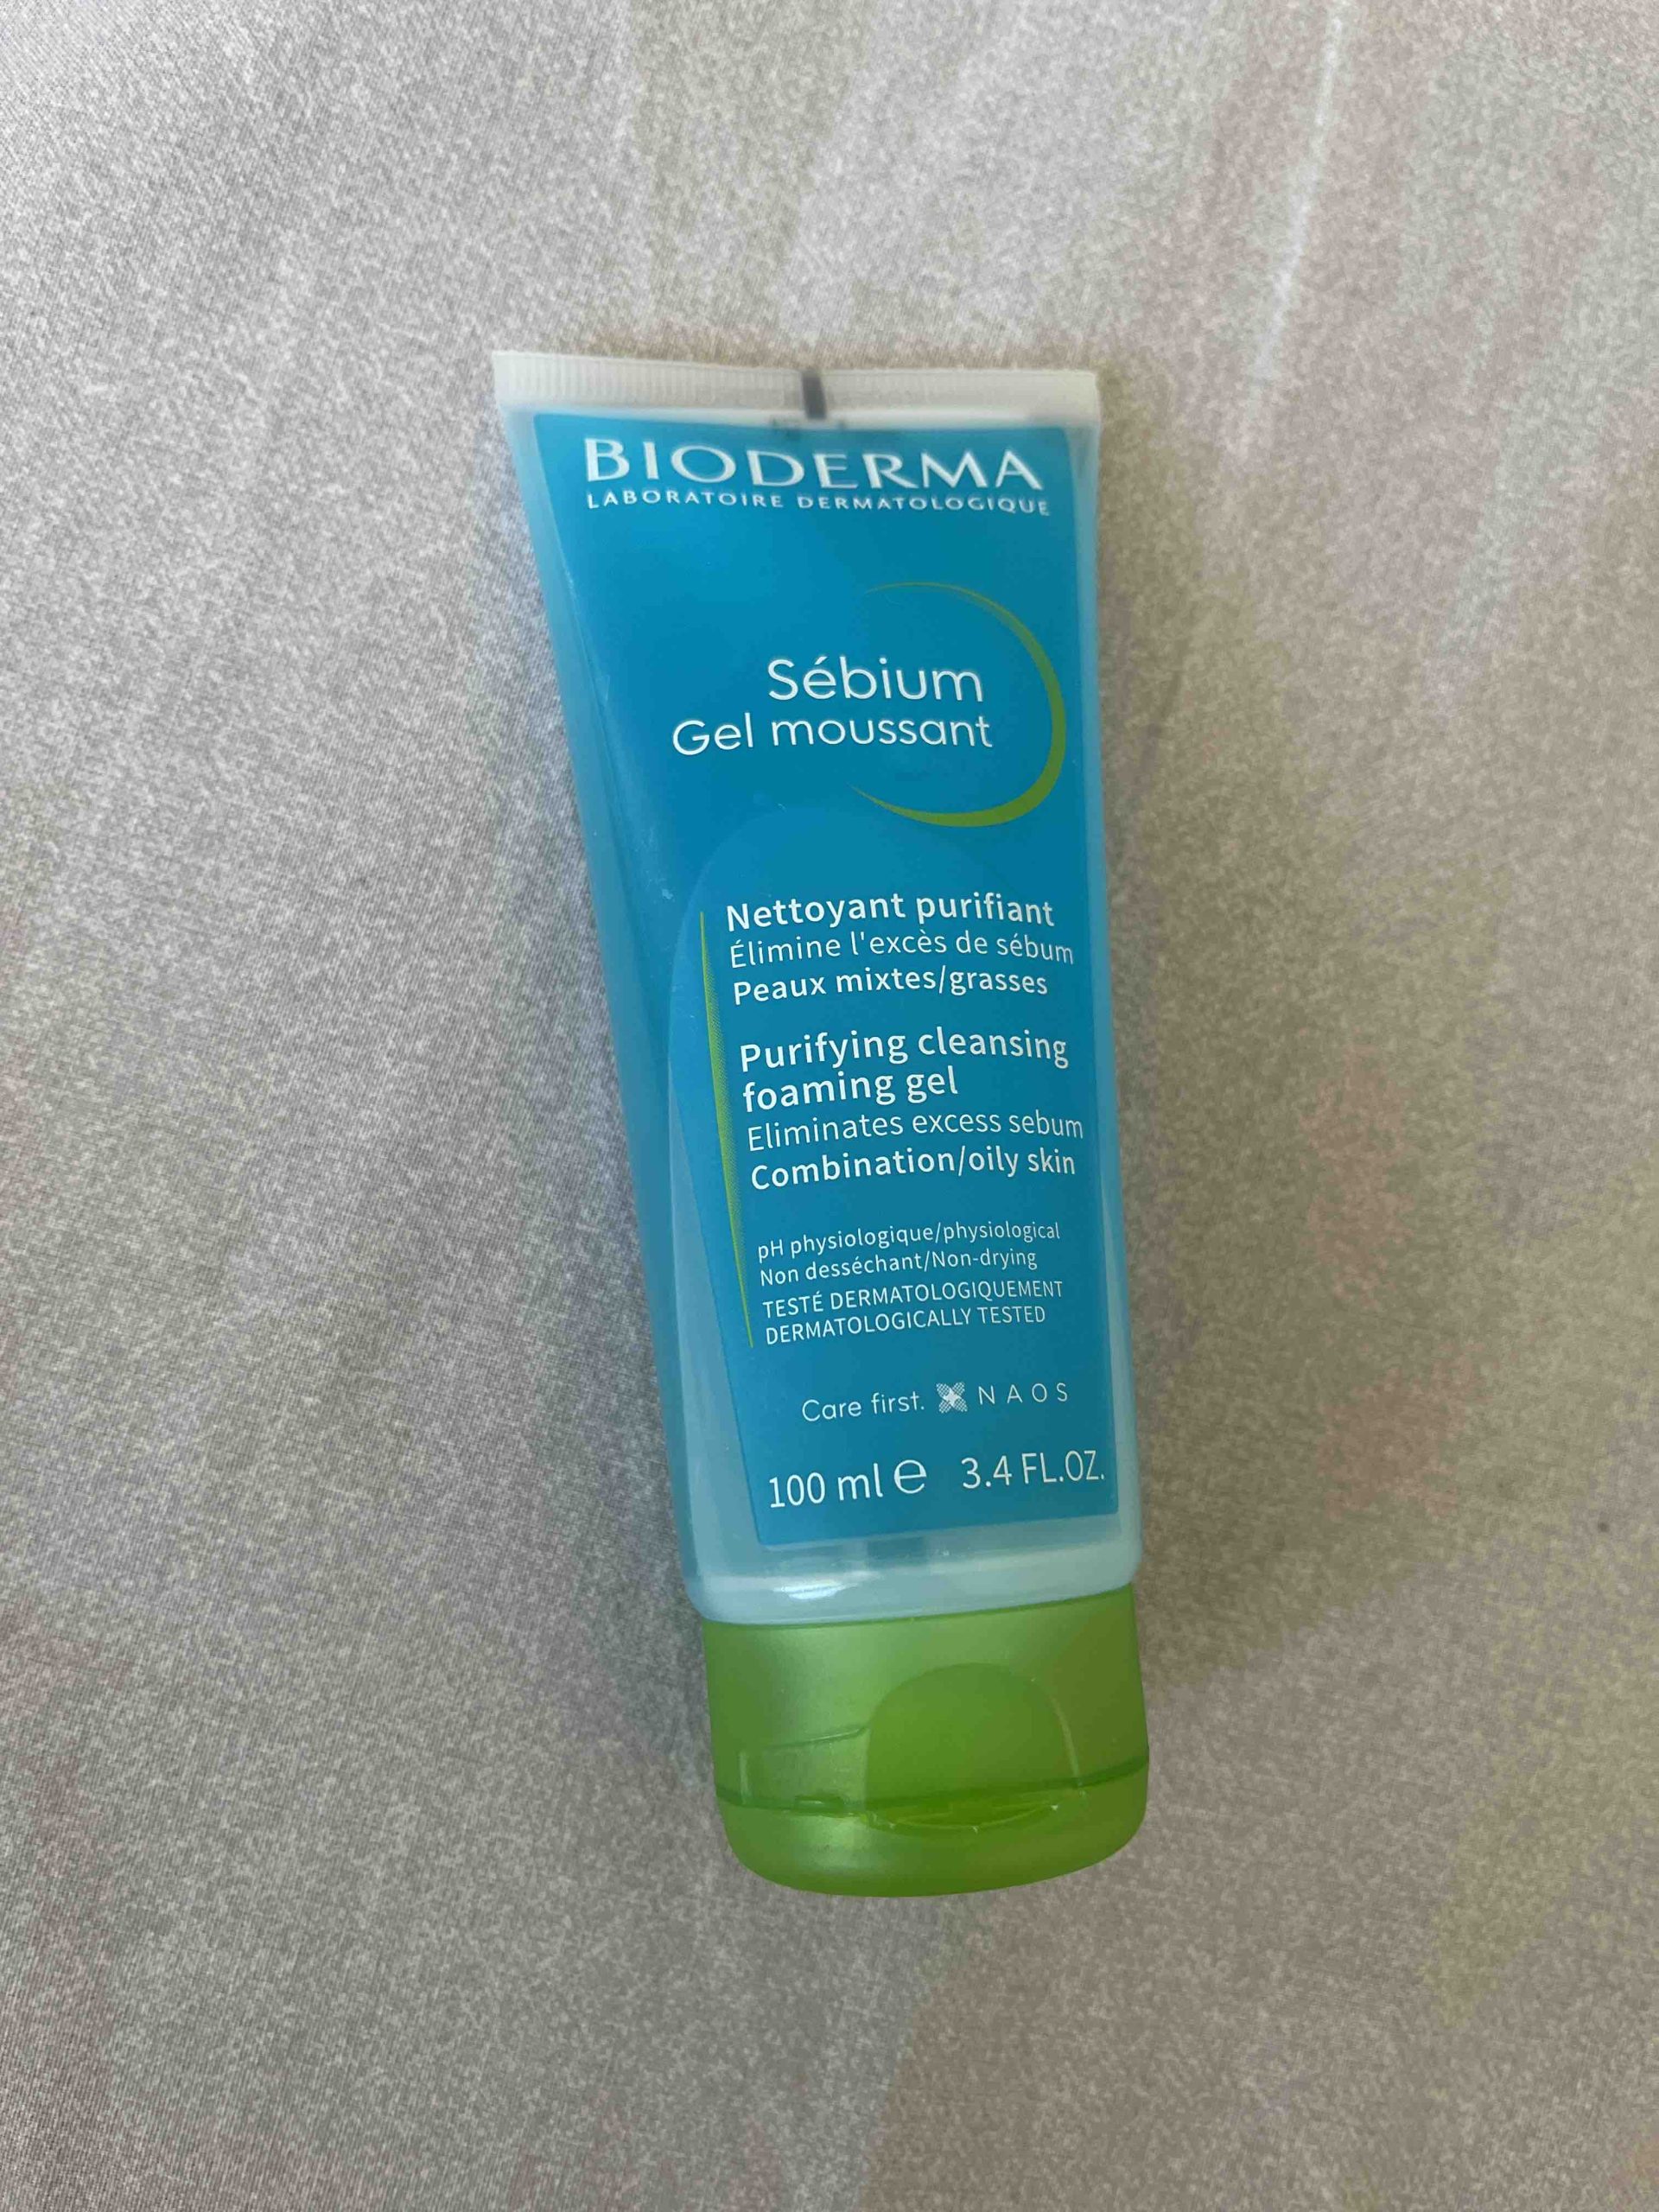 BIODERMA
LABORATOIRE DERMATOLOGIQUE
Sébium
Gel moussant
Nettoyant purifiant
Élimine l'excès de sébum
Peaux mixtes/grasses
Purifying cleansing
foaming gel
Eliminates excess sebum
Combination/oily skin
pH physiologique/physiological
Non desséchant/Non-drying
TESTÉ DERMATOLOGIQUEMENT
DERMATOLOGICALLY TESTED
Care first. NAOS
100 ml e 3.4 FL.OZ.